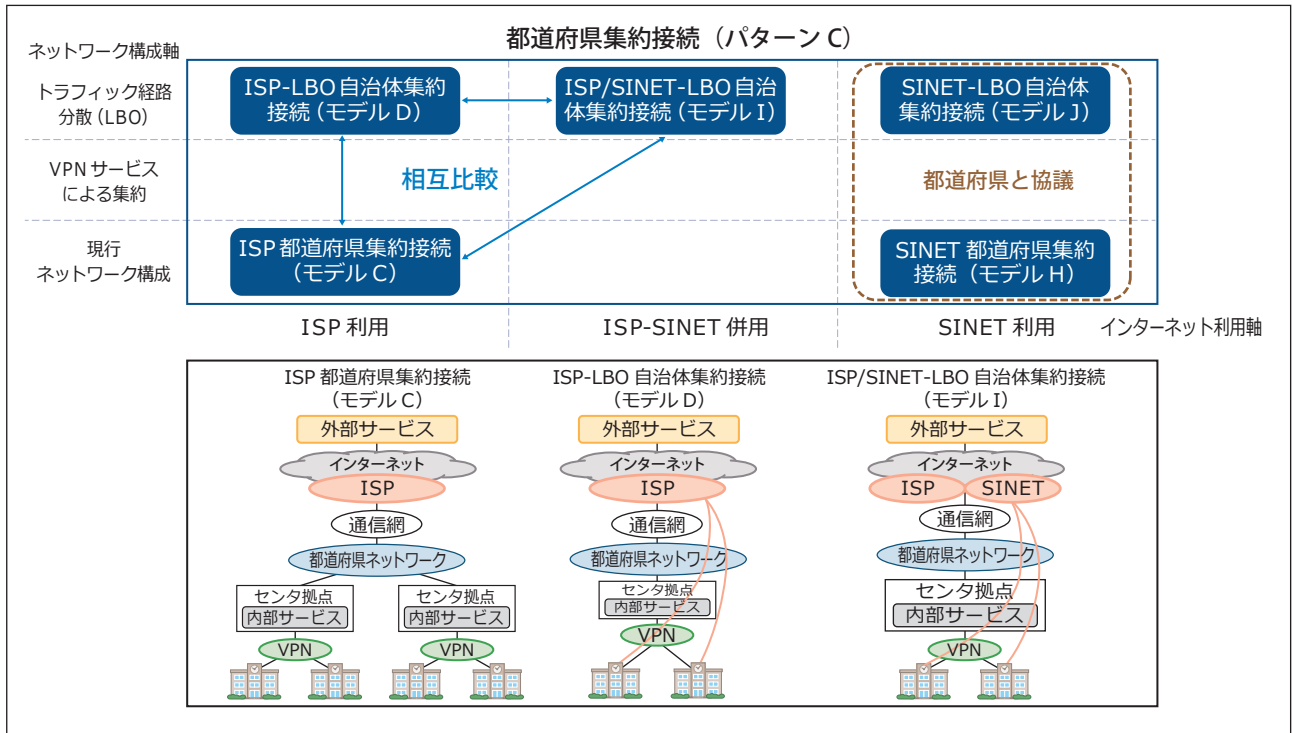 都道府県集約接続（パターン C）
ネットワーク構成軸
トラフィック経路
分散（LBO）
ISP-LBO 自治体集約
接続（モデル D）
ISP/SINET-LBO 自治
体集約接続（モデル I）
SINET-LBO 自治体
集約接続（モデル J）
VPN サービス
による集約
相互比較
都道府県と協議
現行
ネットワーク構成
ISP 都道府県集約接続
（モデル C）
SINET 都道府県集約
接続（モデル H）
ISP 利用
ISP-SINET 併用
SINET 利用
インターネット利用軸
ISP 都道府県集約接続
（モデル C）
外部サービス
インターネット
ISP
通信網
都道府県ネットワーク
センタ拠点
内部サービス
センタ拠点
内部サービス
VPN
VPN
ISP-LBO 自治体集約接続
（モデル D）
外部サービス
インターネット
ISP
通信網
都道府県ネットワーク
センタ拠点
内部サービス
VPN
ISP/SINET-LBO 自治体集約接続
（モデル I）
外部サービス
インターネット
ISP
SINET
通信網
都道府県ネットワーク
センタ拠点
内部サービス
VPN